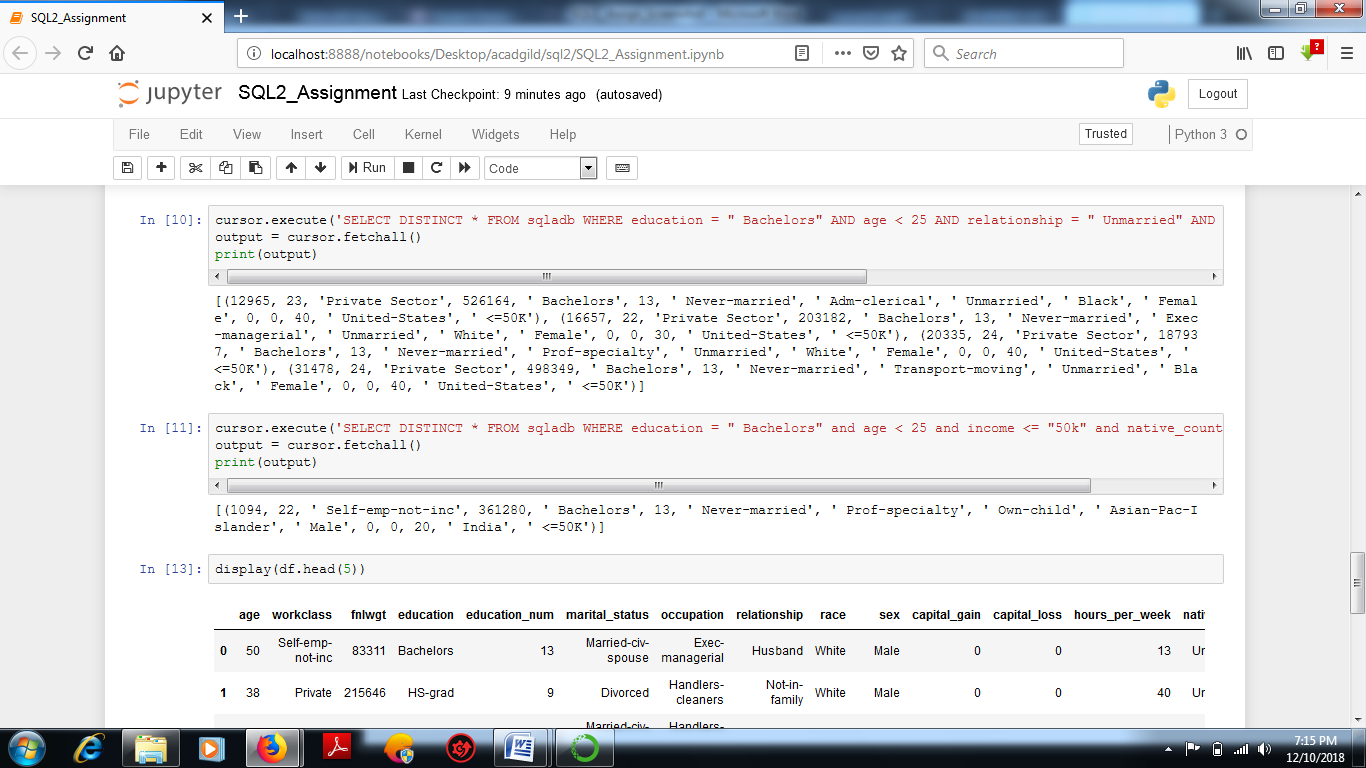 SQL2_Assignment
localhost:8888/notebooks/Desktop/acadgild/sql2/SQL2_Assignment.ipynb
Search
jupyter SQL2_Assignment Last Checkpoint: 9 minutes ago (autosaved)
Logout
File Edit View Insert Cell Kernel Widgets Help
Trusted
Python 3
Run
Code
In [10]: cursor.execute('SELECT DISTINCT * FROM sqladb WHERE education = " Bachelors" AND age < 25 AND relationship = " Unmarried" AND
output = cursor.fetchall()
print(output)
[(12965, 23, 'Private Sector', 526164, ' Bachelors', 13, ' Never-married', ' Adm-clerical', ' Unmarried', ' Black', ' Femal
e', 0, 0, 40, ' United-States', ' <=50K'), (16657, 22, 'Private Sector', 203182, ' Bachelors', 13, ' Never-married', ' Exec
-managerial', ' Unmarried', ' White', ' Female', 0, 0, 30, ' United-States', ' <=50K'), (20335, 24, 'Private Sector', 18793
7, ' Bachelors', 13, ' Never-married', ' Prof-specialty', ' Unmarried', ' White', ' Female', 0, 0, 40, ' United-States', '
<=50K'), (31478, 24, 'Private Sector', 498349, ' Bachelors', 13, ' Never-married', ' Transport-moving', ' Unmarried', ' Bla
ck', ' Female', 0, 0, 40, ' United-States', ' <=50K')]
In [11]: cursor.execute('SELECT DISTINCT * FROM sqladb WHERE education = " Bachelors" and age < 25 and income <= "50k" and native_count
output = cursor.fetchall()
print(output)
[(1094, 22, ' Self-emp-not-inc', 361280, ' Bachelors', 13, ' Never-married', ' Prof-specialty', ' Own-child', ' Asian-Pac-I
slander', ' Male', 0, 0, 20, ' India', ' <=50K')]
In [13]: display(df.head(5))
age workclass fnlwgt education education_num marital_status occupation relationship race sex capital_gain capital_loss hours_per_week nati
0 50 Self-emp-not-inc 83311 Bachelors 13 Married-civ-spouse Exec-managerial Husband White Male 0 0 13 Ur
1 38 Private 215646 HS-grad 9 Divorced Handlers-cleaners Not-in-family White Male 0 0 40 Ur
Married-civ- Handlers-
7:15 PM
12/10/2018